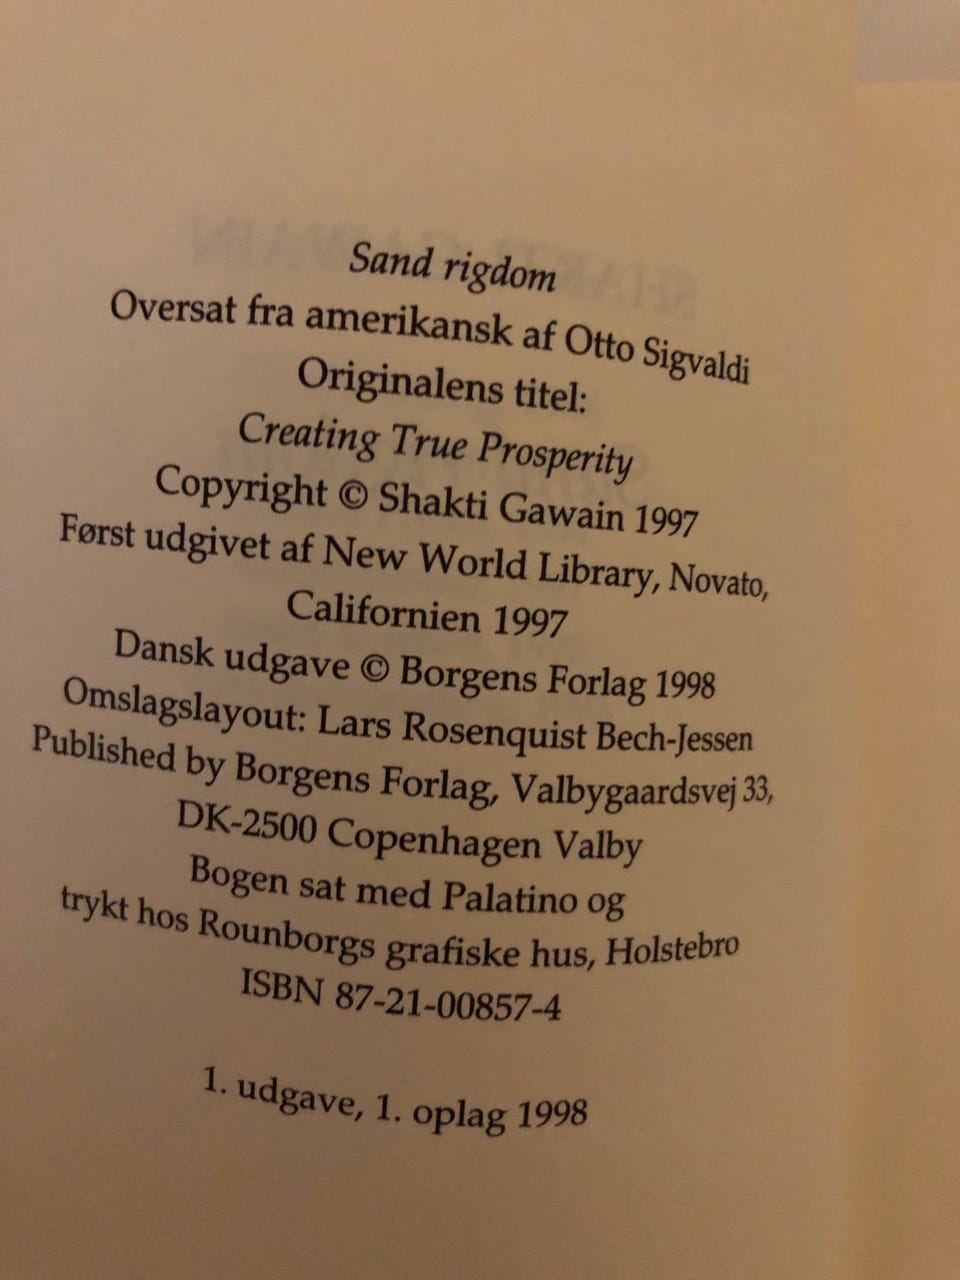 Sand rigdom
Oversat fra amerikansk af Otto Sigvaldi
Originalens titel:
Creating True Prosperity
Copyright © Shakti Gawain 1997
Først udgivet af New World Library, Novato,
Californien 1997
Dansk udgave © Borgens Forlag 1998
Omslagslayout: Lars Rosenquist Bech-Jessen
Published by Borgens Forlag, Valbygaardsvej 33,
DK-2500 Copenhagen Valby
Bogen sat med Palatino og
trykt hos Rounborgs grafiske hus, Holstebro
ISBN 87-21-00857-4
1. udgave, 1. oplag 1998